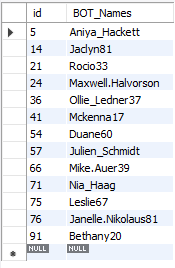 id BOT_Names
5 Aniya_Hackett
14 Jaclyn81
21 Rocio33
24 Maxwell.Halvorson
36 Ollie_Ledner37
41 Mckenna17
54 Duane60
57 Julien_Schmidt
66 Mike.Auer39
71 Nia_Haag
75 Leslie67
76 Janelle.Nikolaus81
91 Bethany20
NULL NULL